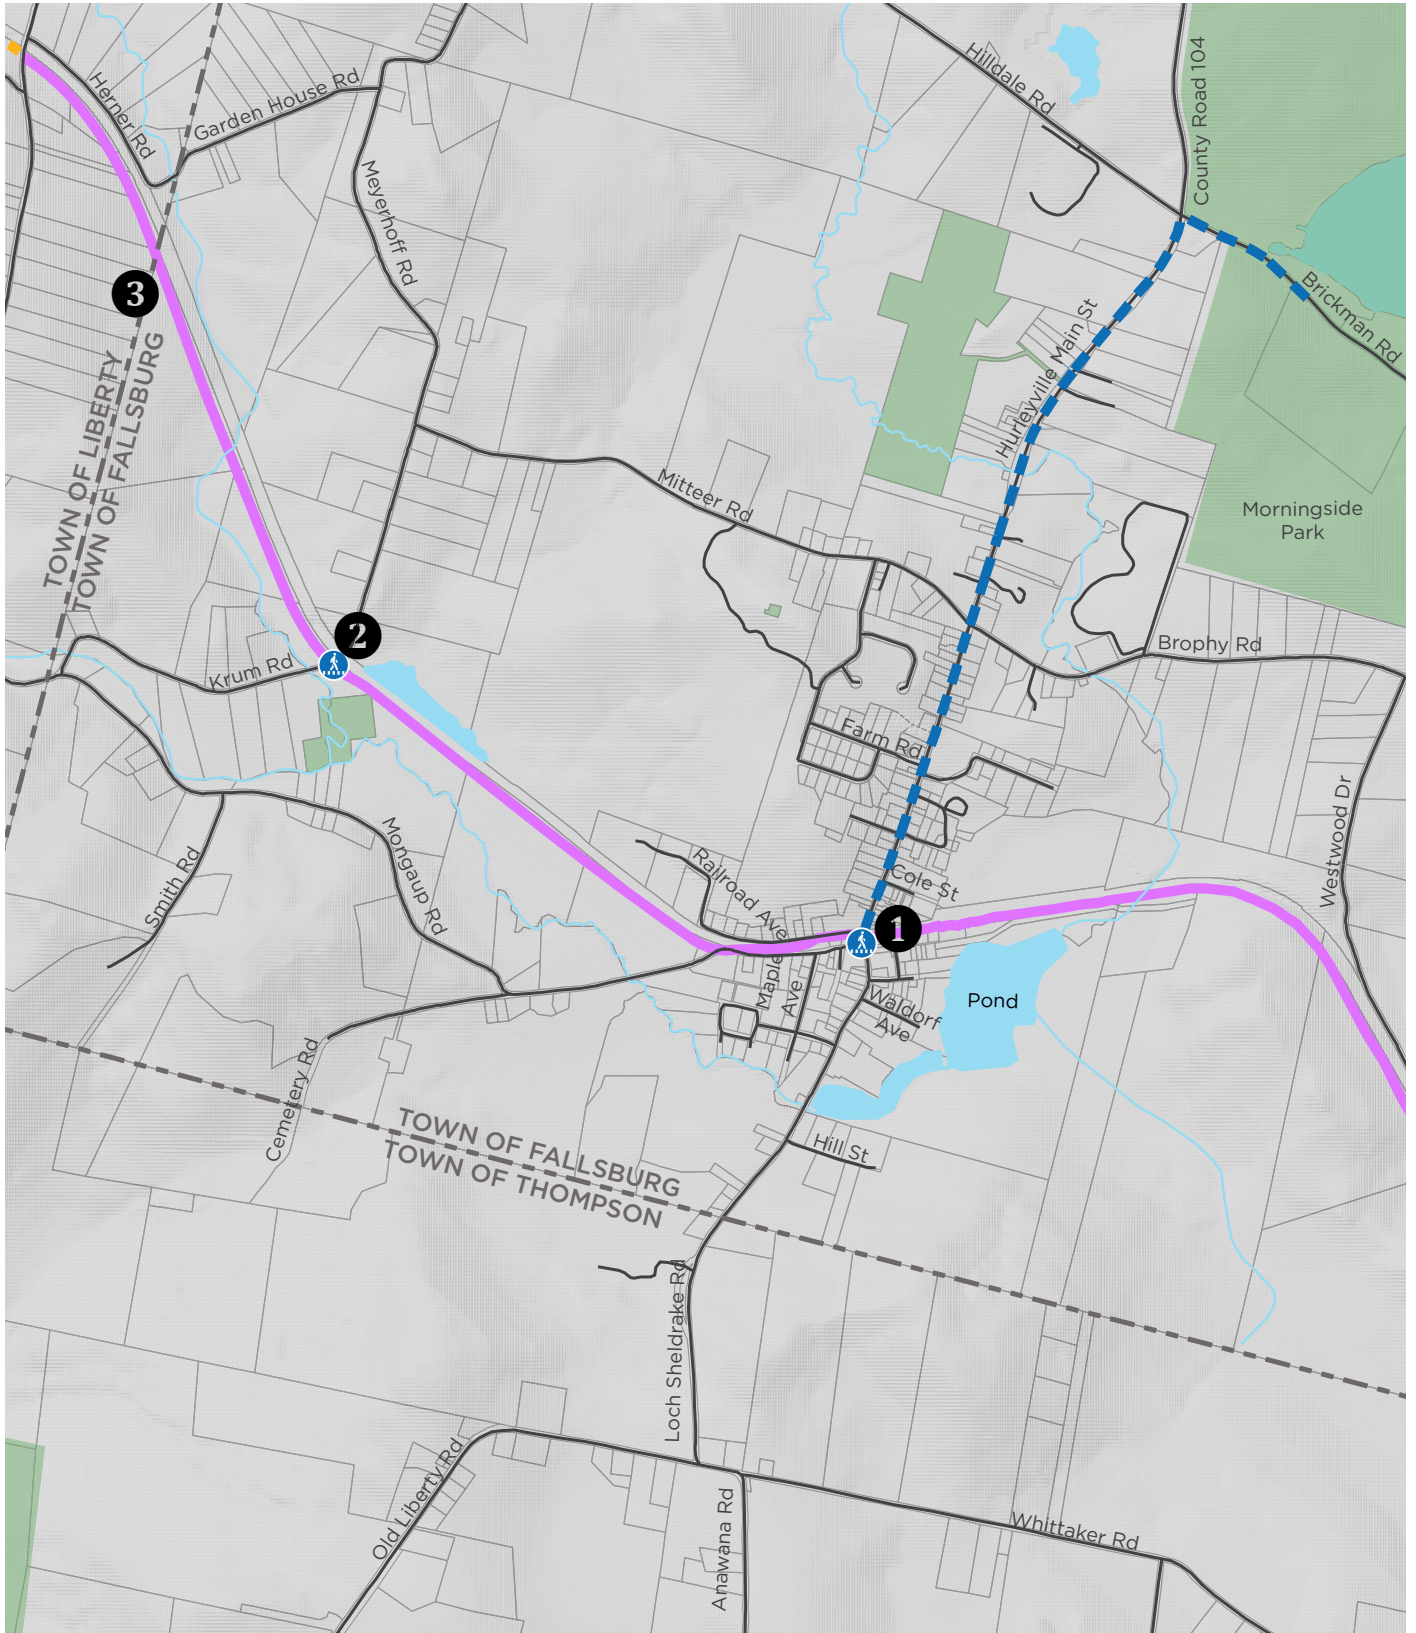 Hilldale Rd
County Road 104
Herner Rd
Garden House Rd
Meyerhoff Rd
3
Brickman Rd
Hurleyville Main St
TOWN OF LIBERTY
TOWN OF FALLSBURG
Mitteer Rd
Morningside
Park
2
Krum Rd
Brophy Rd
Farm Rd
Westwood Dr
Smith Rd
Mongaup Rd
Railroad Ave
Cole St
1
Maple
Ave
Waldorf
Ave
Pond
Cemetery Rd
TOWN OF FALLSBURG
TOWN OF THOMPSON
Hill St
Loch Sheldrake Rd
Old Liberty Rd
Anawana Rd
Whittaker Rd